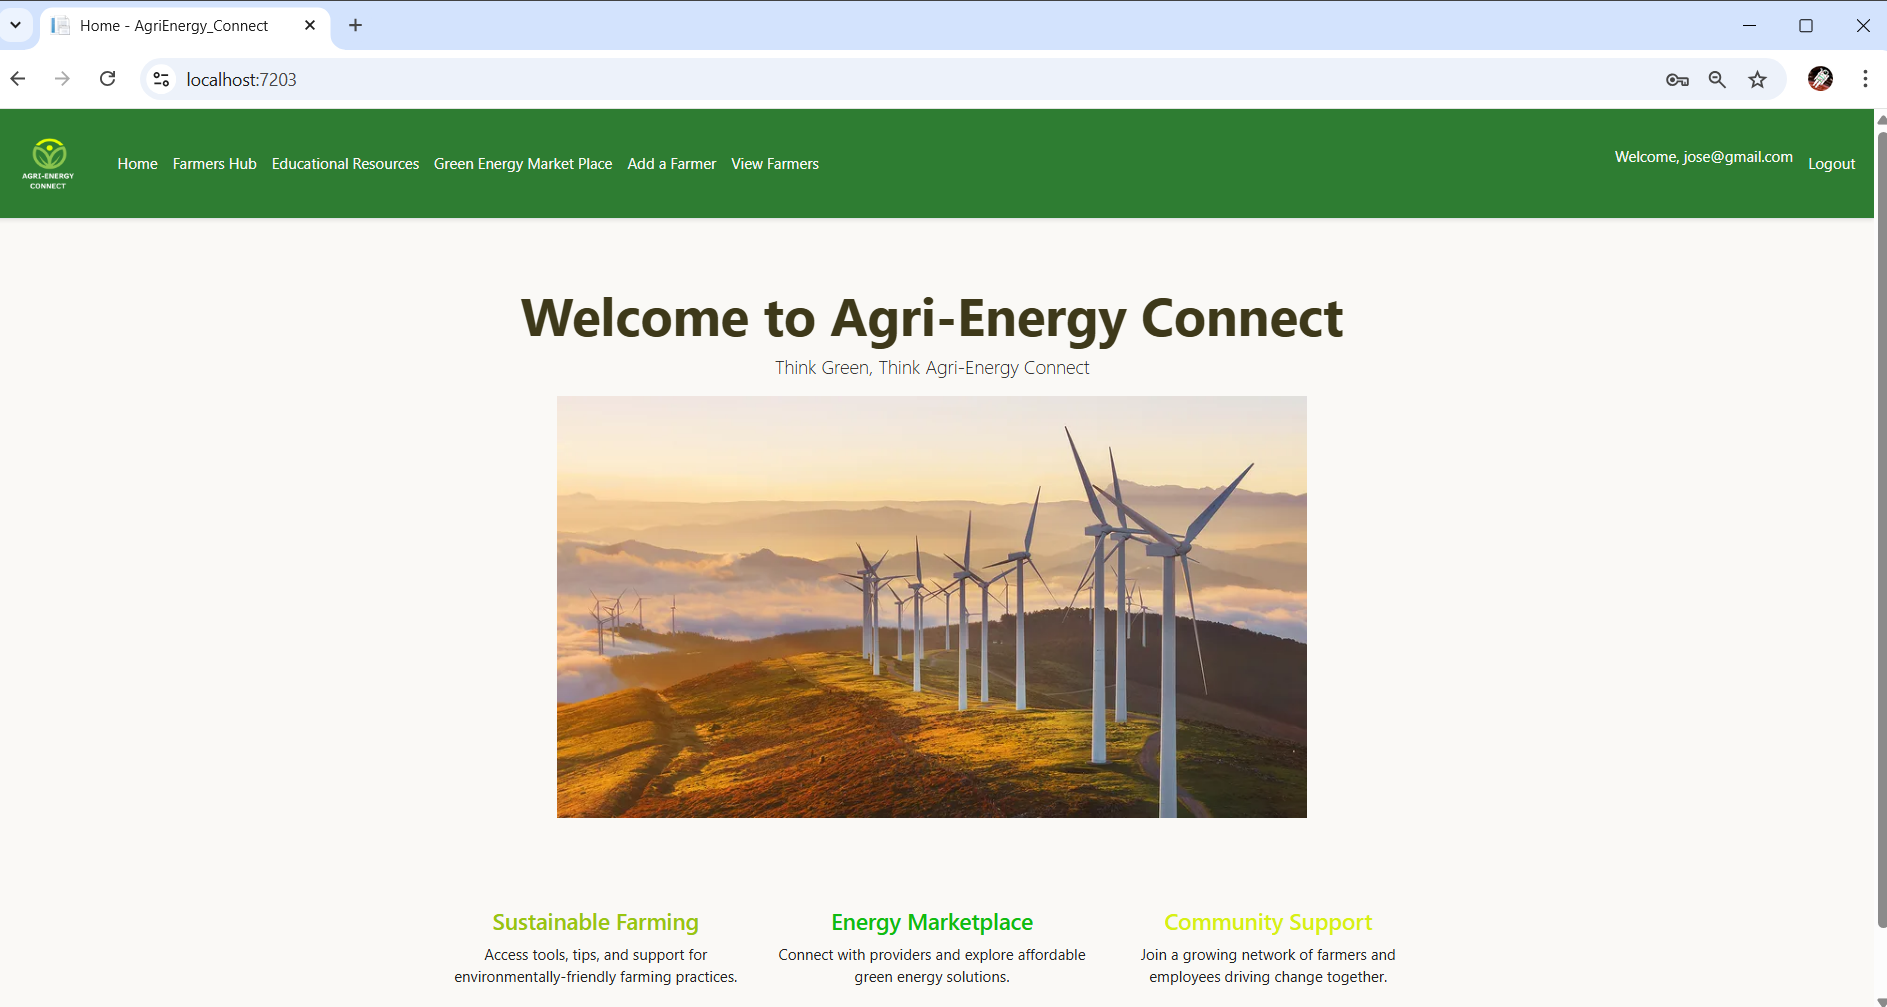 Home - AgriEnergy_Connect
localhost:7203
AGRI-ENERGY
CONNECT
Home Farmers Hub Educational Resources Green Energy Market Place Add a Farmer View Farmers
Welcome, jose@gmail.com Logout
Welcome to Agri-Energy Connect
Think Green, Think Agri-Energy Connect
Sustainable Farming
Access tools, tips, and support for
environmentally-friendly farming practices.
Energy Marketplace
Connect with providers and explore affordable
green energy solutions.
Community Support
Join a growing network of farmers and
employees driving change together.